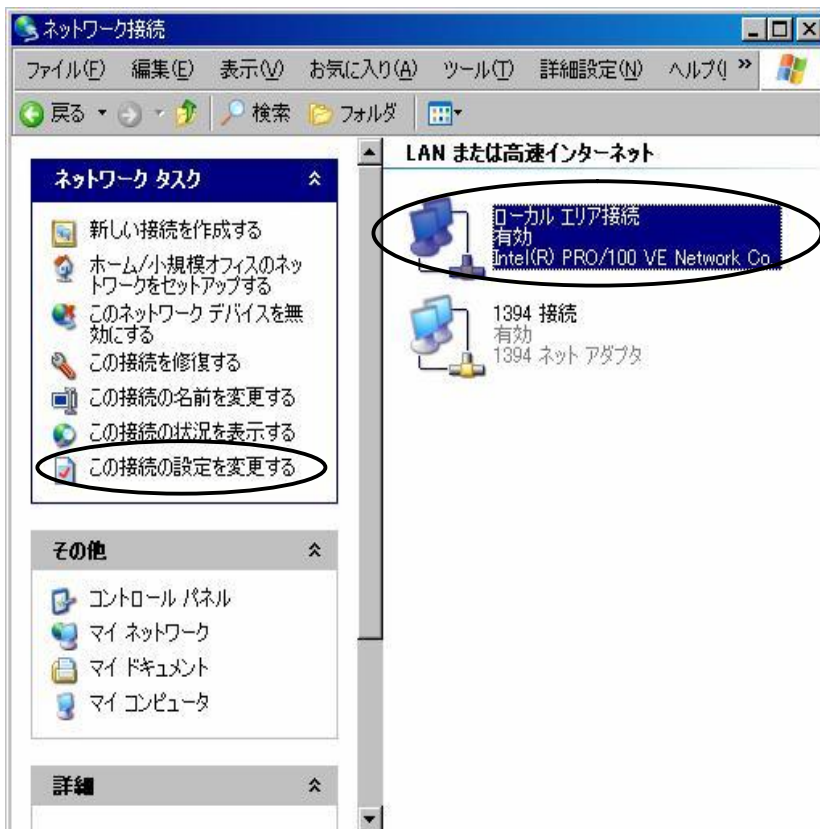 ネットワーク接続
ファイル(F) 編集(E) 表示(V) お気に入り(A) ツール(T) 詳細設定(N) ヘルプ( »
戻る 検索 フォルダ
ネットワーク タスク
新しい接続を作成する
ホーム/小規模オフィスのネッ
トワークをセットアップする
このネットワーク デバイスを無
効にする
この接続を修復する
この接続の名前を変更する
この接続の状況を表示する
この接続の設定を変更する
その他
コントロール パネル
マイ ネットワーク
マイ ドキュメント
マイ コンピュータ
詳細
LAN または高速インターネット
ローカル エリア接続
有効
Intel(R) PRO/100 VE Network Co...
1394 接続
有効
1394 ネット アダプタ